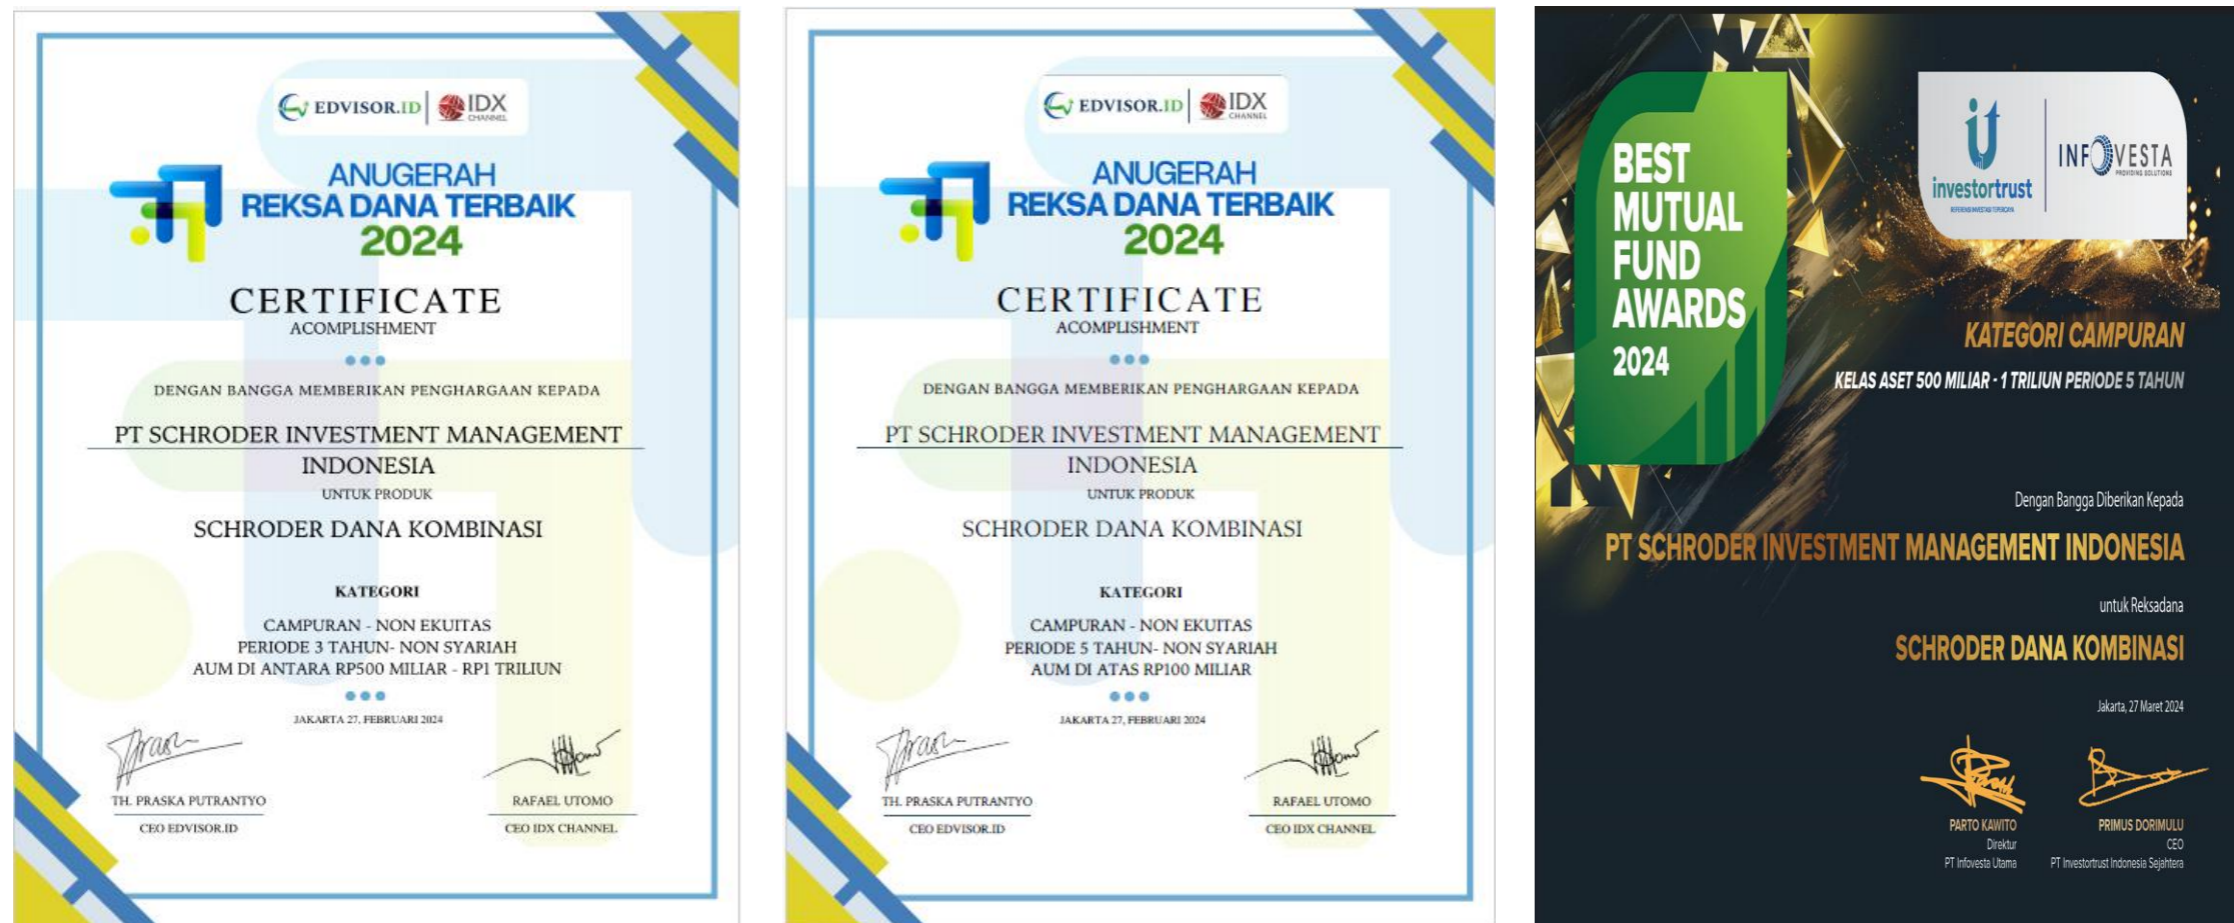 EDVISOR.ID
IDX
CHANNEL
ANUGERAH
REKSA DANA TERBAIK
2024
CERTIFICATE
ACOMPLISHMENT
DENGAN BANGGA MEMBERIKAN PENGHARGAAN KEPADA
PT SCHRODER INVESTMENT MANAGEMENT
INDONESIA
UNTUK PRODUK
SCHRODER DANA KOMBINASI
KATEGORI
CAMPURAN - NON EKUITAS
PERIODE 3 TAHUN- NON SYARIAH
AUM DI ANTARA RP500 MILIAR - RP1 TRILIUN
JAKARTA 27, FEBRUARI 2024
TH. PRASKA PUTRANTYO
CEO EDVISOR.ID
RAFAEL UTOMO
CEO IDX CHANNEL
EDVISOR.ID
IDX
CHANNEL
ANUGERAH
REKSA DANA TERBAIK
2024
CERTIFICATE
ACOMPLISHMENT
DENGAN BANGGA MEMBERIKAN PENGHARGAAN KEPADA
PT SCHRODER INVESTMENT MANAGEMENT
INDONESIA
UNTUK PRODUK
SCHRODER DANA KOMBINASI
KATEGORI
CAMPURAN - NON EKUITAS
PERIODE 5 TAHUN- NON SYARIAH
AUM DI ATAS RP100 MILIAR
JAKARTA 27, FEBRUARI 2024
TH. PRASKA PUTRANTYO
CEO EDVISOR.ID
RAFAEL UTOMO
CEO IDX CHANNEL
BEST
MUTUAL
FUND
AWARDS
2024
investortrust
INFOVESTA
PROVIDING SOLUTIONS
KATEGORI CAMPURAN
KELAS ASET 500 MILIAR - 1 TRILIUN PERIODE 5 TAHUN
Dengan Bangga Diberikan Kepada
PT SCHRODER INVESTMENT MANAGEMENT INDONESIA
untuk Reksadana
SCHRODER DANA KOMBINASI
Jakarta, 27 Maret 2024
PARTO KAWITO
Direktur
PT Infovesta Utama
PRIMUS DORIMULU
CEO
PT Investortrust Indonesia Sejahtera